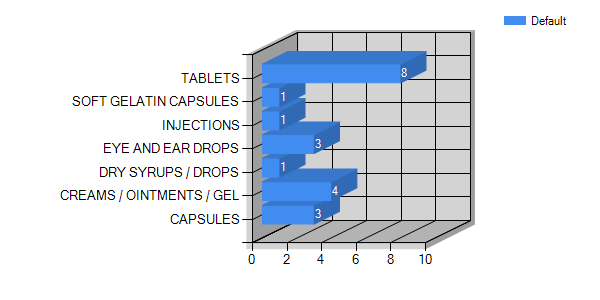 Default
TABLETS 8
SOFT GELATIN CAPSULES 1
INJECTIONS 1
EYE AND EAR DROPS 3
DRY SYRUPS / DROPS 1
CREAMS / OINTMENTS / GEL 4
CAPSULES 3
0 2 4 6 8 10